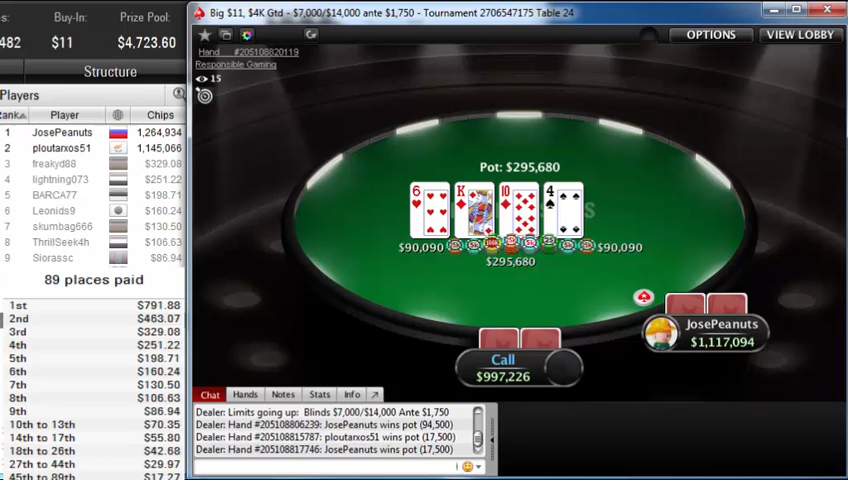 es: Buy-In: Prize Pool:
482 $11 $4,723.60
Structure
Players
Rank Player Chips
1 JosePeanuts 1,264,934
2 ploutarxos51 1,145,066
3 freakyd88 $329.08
4 lightning073 $251.22
5 BARCA77 $198.71
6 Leonids9 $160.24
7 skumbag666 $130.50
8 ThrillSeek4h $106.63
9 Siorassc $86.94
89 places paid
1st $791.88
2nd $463.07
3rd $329.08
4th $251.22
5th $198.71
6th $160.24
7th $130.50
8th $106.63
9th $86.94
10th to 13th $70.35
14th to 17th $55.80
18th to 26th $42.68
27th to 44th $29.97
45th to 89th $17.27
Big $11, $4K Gtd - $7,000/$14,000 ante $1,750 - Tournament 2706547175 Table 24
OPTIONS
VIEW LOBBY
Hand #205108820119
Responsible Gaming
15
Pot: $295,680
6 K 10 4
$90,090 $90,090
$295,680
JosePeanuts
$1,117,094
Call
$997,226
Chat Hands Notes Stats Info
Dealer: Limits going up: Blinds $7,000/$14,000 Ante $1,750
Dealer: Hand #205108806239: JosePeanuts wins pot (94,500)
Dealer: Hand #205108815787: ploutarxos51 wins pot (17,500)
Dealer: Hand #205108817746: JosePeanuts wins pot (17,500)